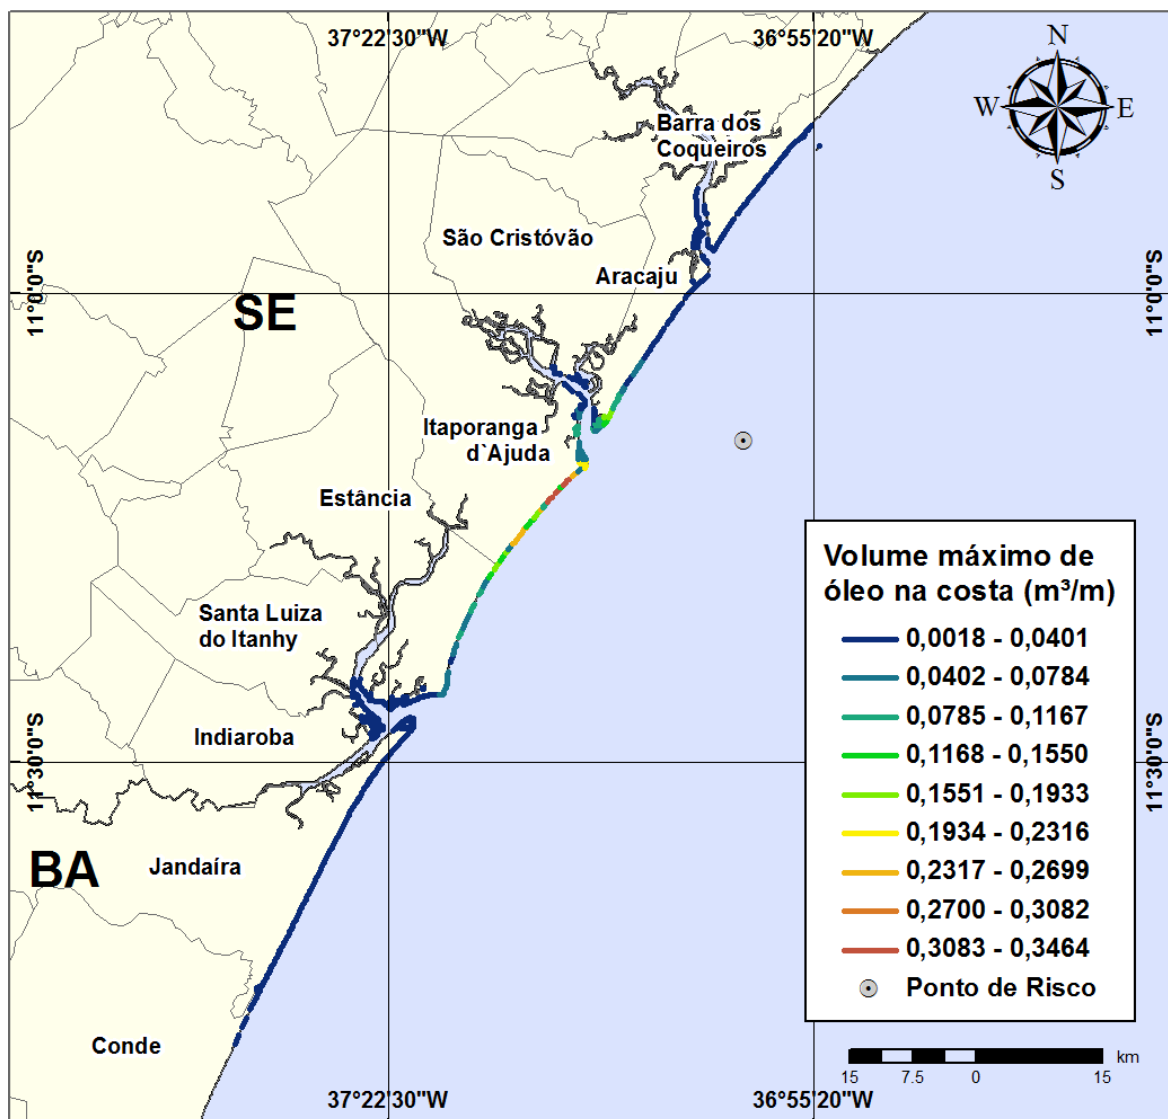 37°22'30"W
36°55'20"W
N
W
E
S
Barra dos
Coqueiros
São Cristóvão
Aracaju
11°0'0"S
11°0'0"S
SE
Itaporanga
d`Ajuda
Estância
Santa Luiza
do Itanhy
Indiaroba
11°30'0"S
11°30'0"S
BA
Jandaíra
Conde
Volume máximo de
óleo na costa (m³/m)
0,0018 - 0,0401
0,0402 - 0,0784
0,0785 - 0,1167
0,1168 - 0,1550
0,1551 - 0,1933
0,1934 - 0,2316
0,2317 - 0,2699
0,2700 - 0,3082
0,3083 - 0,3464
Ponto de Risco
km
15 7.5 0 15
37°22'30"W
36°55'20"W